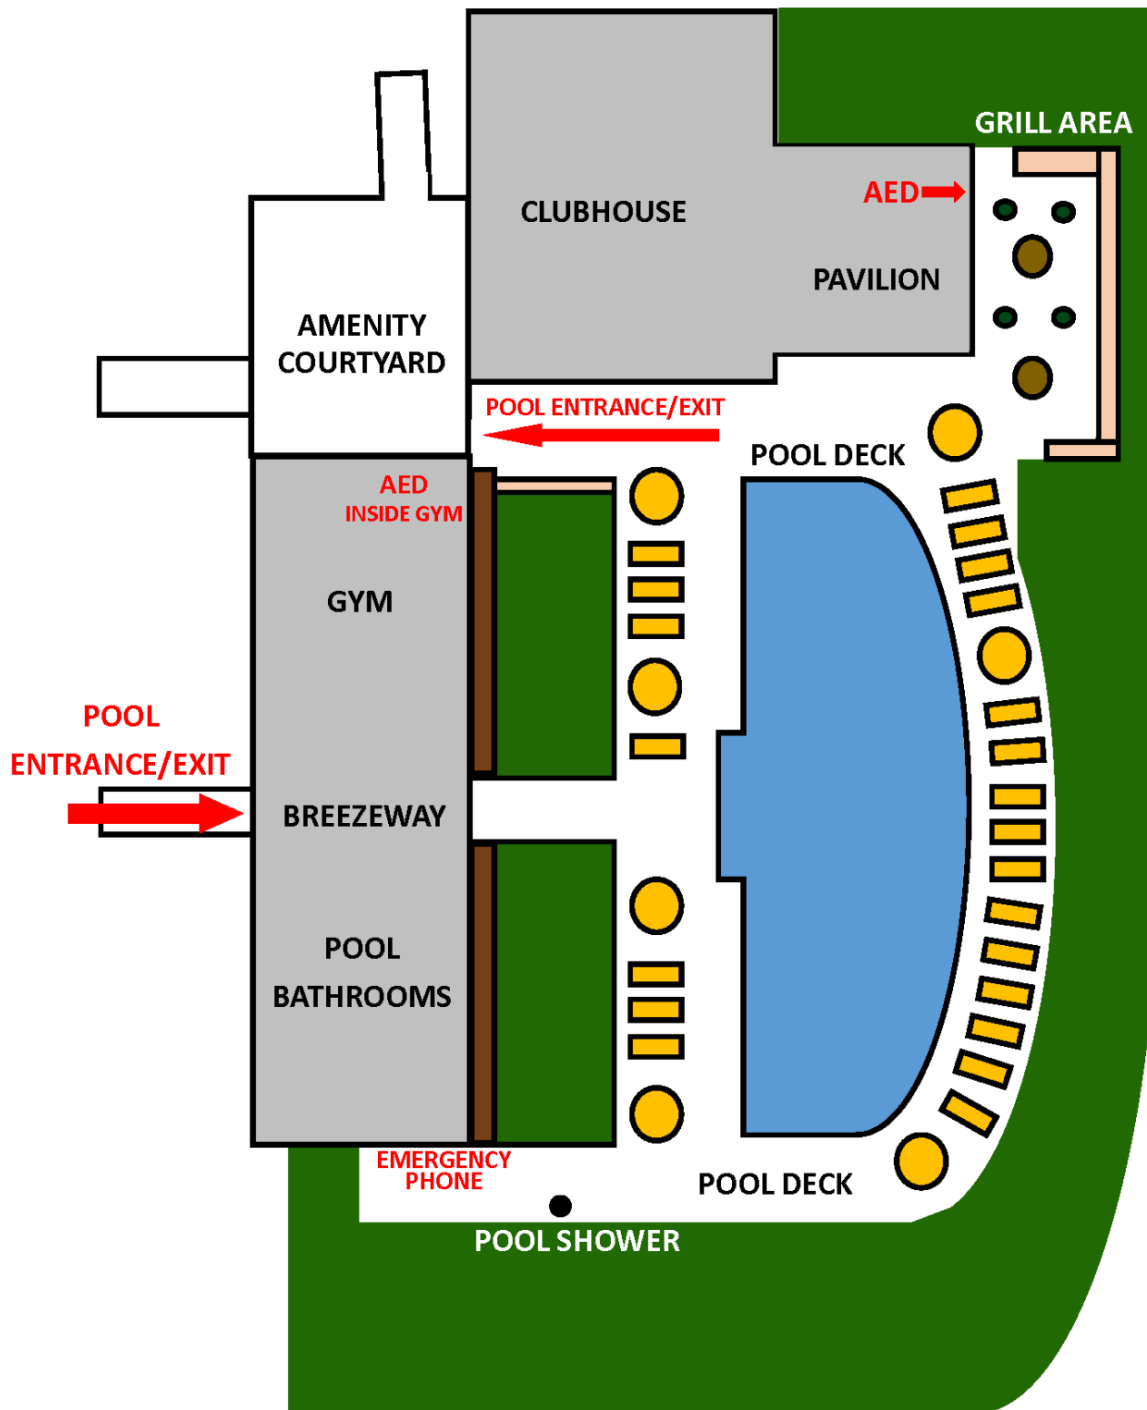 GRILL AREA
AED
CLUBHOUSE
PAVILION
AMENITY
COURTYARD
POOL ENTRANCE/EXIT
POOL DECK
AED
INSIDE GYM
GYM
POOL
ENTRANCE/EXIT
BREEZEWAY
POOL
BATHROOMS
EMERGENCY
PHONE
POOL DECK
POOL SHOWER